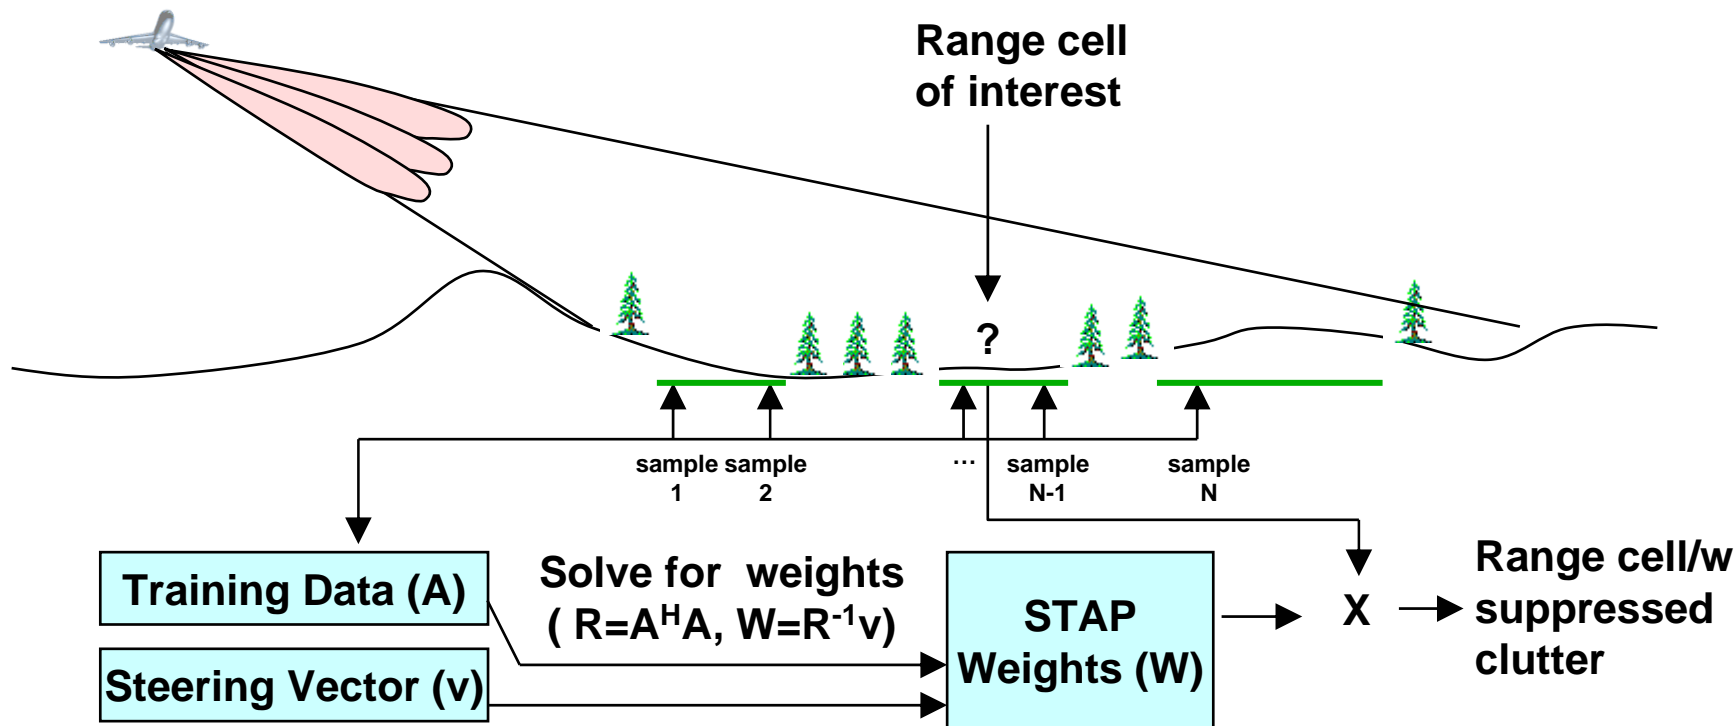 Range cell
of interest
?
sample sample ... sample sample
1 2 N-1 N
Training Data (A)
Solve for weights
( R=AᴴA, W=R⁻¹v)
Steering Vector (v)
STAP
Weights (W)
X
Range cell/w
suppressed
clutter